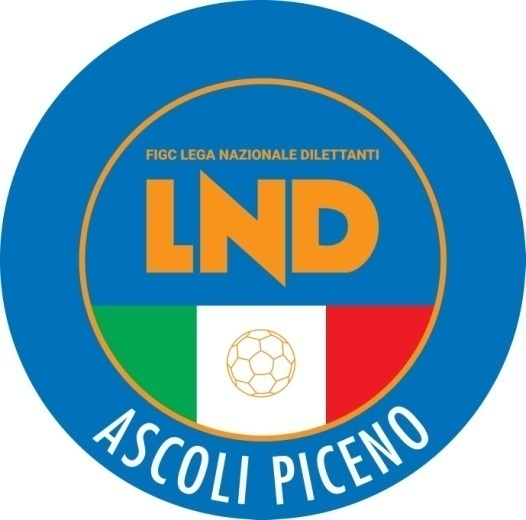 FIGC LEGA NAZIONALE DILETTANTI
LND
ASCOLI PICENO